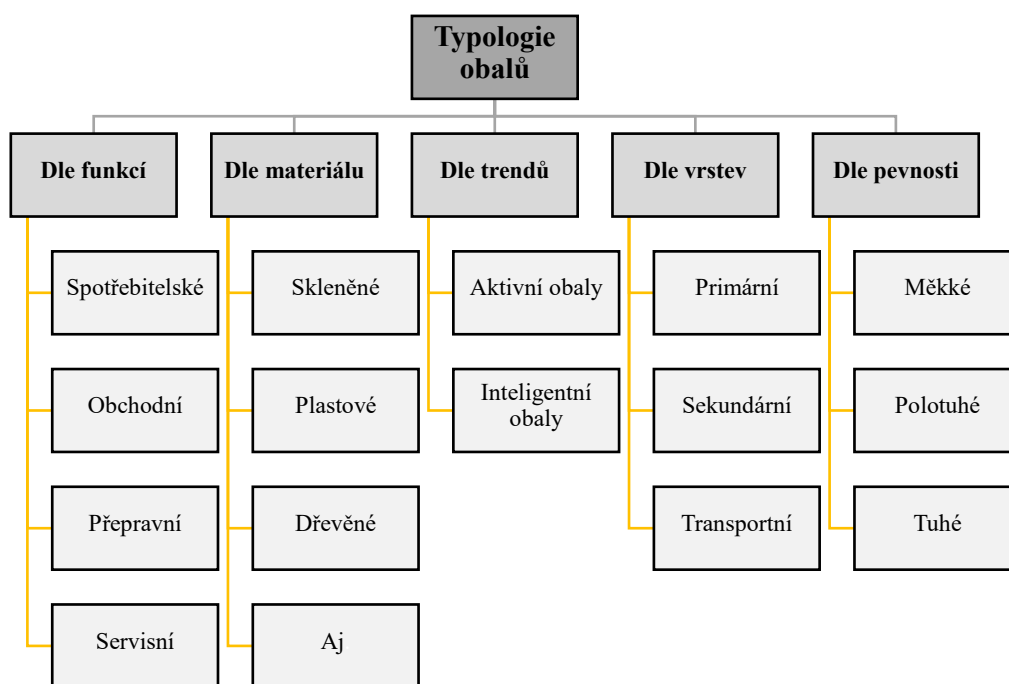 Typologie
obalů
Dle funkcí
Dle materiálu
Dle trendů
Dle vrstev
Dle pevnosti
Spotřebitelské
Skleněné
Aktivní obaly
Primární
Měkké
Obchodní
Plastové
Inteligentní
obaly
Sekundární
Polotuhé
Přepravní
Dřevěné
Transportní
Tuhé
Servisní
Aj